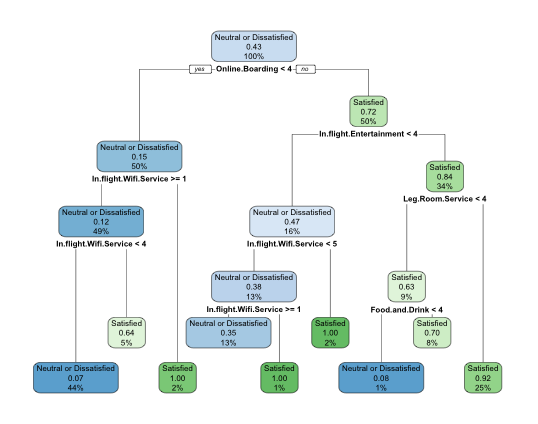 Neutral or Dissatisfied
0.43
100%
yes Online.Boarding < 4 no
Satisfied
0.72
50%
In.flight.Entertainment < 4
Neutral or Dissatisfied
0.15
50%
In.flight.Wifi.Service >= 1
Satisfied
0.84
34%
Leg.Room.Service < 4
Neutral or Dissatisfied
0.12
49%
In.flight.Wifi.Service < 4
Neutral or Dissatisfied
0.47
16%
In.flight.Wifi.Service < 5
Neutral or Dissatisfied
0.38
13%
In.flight.Wifi.Service >= 1
Satisfied
0.63
9%
Food.and.Drink < 4
Satisfied
0.64
5%
Neutral or Dissatisfied
0.35
13%
Satisfied
1.00
2%
Satisfied
0.70
8%
Neutral or Dissatisfied
0.07
44%
Satisfied
1.00
2%
Satisfied
1.00
1%
Neutral or Dissatisfied
0.08
1%
Satisfied
0.92
25%